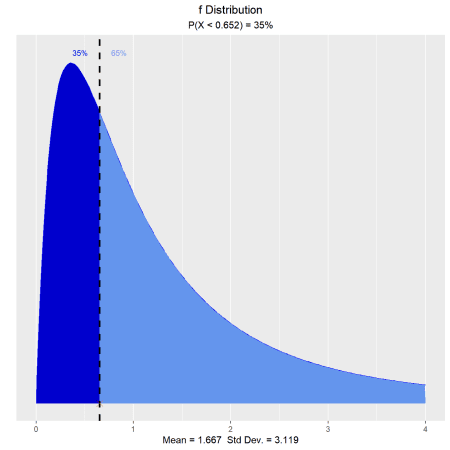 f Distribution
P(X < 0.652) = 35%
35% 65%
0 1 2 3 4
Mean = 1.667 Std Dev. = 3.119